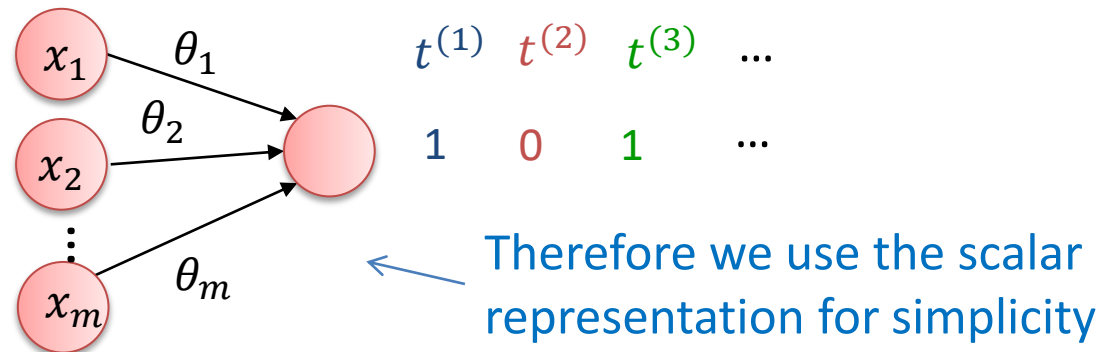 x₁ θ₁ t⁽¹⁾ t⁽²⁾ t⁽³⁾ ...
θ₂
x₂ 1 0 1 ...
⋮
θₘ
xₘ
Therefore we use the scalar
representation for simplicity